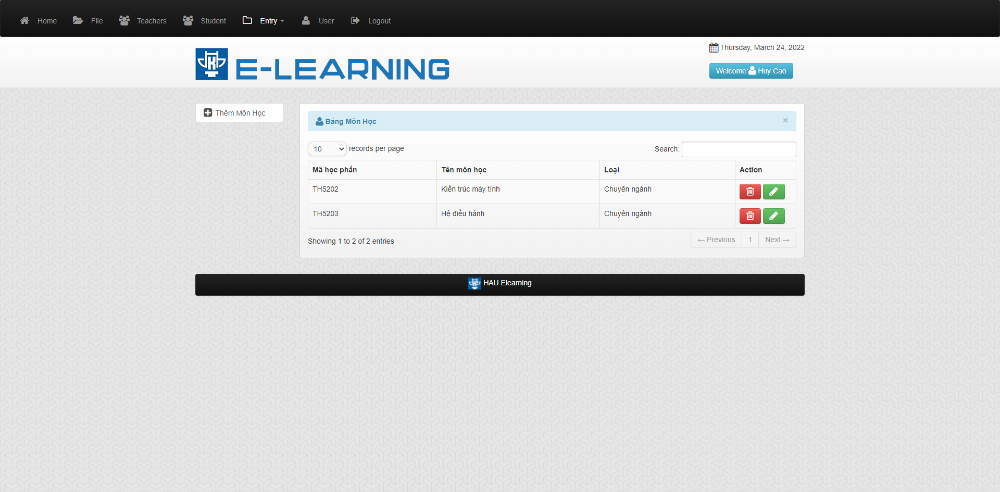 Home File Teachers Student Entry User Logout
Thursday, March 24, 2022
E-LEARNING
Welcome: Huy Cao
Thêm Môn Học
Bảng Môn Học ×
10 records per page Search:
Mã học phần Tên môn học Loại Action
TH5202 Kiến trúc máy tính Chuyên ngành
TH5203 Hệ điều hành Chuyên ngành
Showing 1 to 2 of 2 entries ← Previous 1 Next →
HAU Elearning